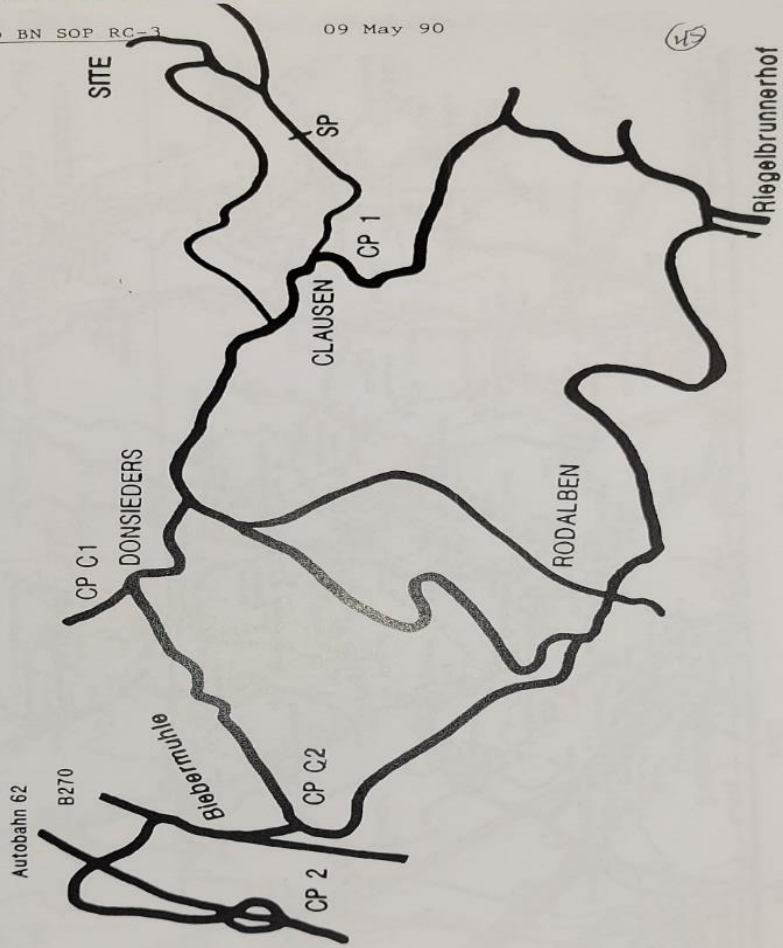 BN SOP RC-3
09 May 90
SITE
SP
CP 1
CLAUSEN
Riegelbrunnerhof
DONSIEDERS
CP C1
RODALBEN
Autobahn 62
B270
Biebermuhle
CP C2
CP 2